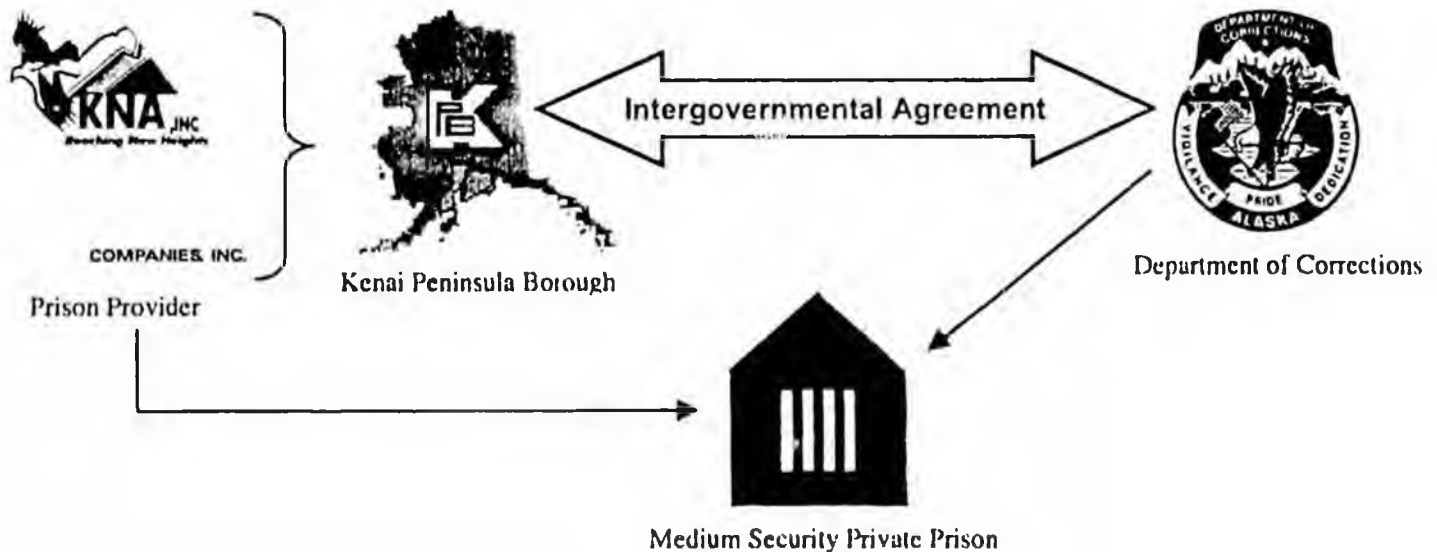 KNA, INC
Reaching New Heights
COMPANIES, INC.
Prison Provider
KPB
Kenai Peninsula Borough
Intergovernmental Agreement
DEPARTMENT OF
CORRECTIONS
VIGILANCE
PRIDE
DEDICATION
ALASKA
Department of Corrections
Medium Security Private Prison